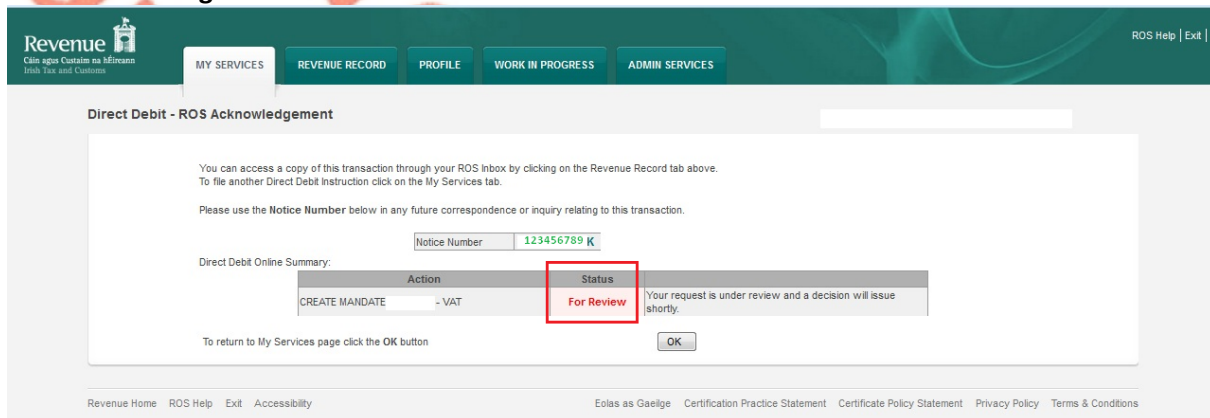 Revenue
Cáin agus Custaim na hÉireann
Irish Tax and Customs
MY SERVICES
REVENUE RECORD
PROFILE
WORK IN PROGRESS
ADMIN SERVICES
ROS Help | Exit |
Direct Debit - ROS Acknowledgement
You can access a copy of this transaction through your ROS Inbox by clicking on the Revenue Record tab above.
To file another Direct Debit Instruction click on the My Services tab.
Please use the Notice Number below in any future correspondence or inquiry relating to this transaction.
Notice Number 123456789 K
Direct Debit Online Summary:
Action Status
CREATE MANDATE - VAT For Review Your request is under review and a decision will issue
shortly.
To return to My Services page click the OK button OK
Revenue Home ROS Help Exit Accessibility Eolas as Gaeilge Certification Practice Statement Certificate Policy Statement Privacy Policy Terms & Conditions